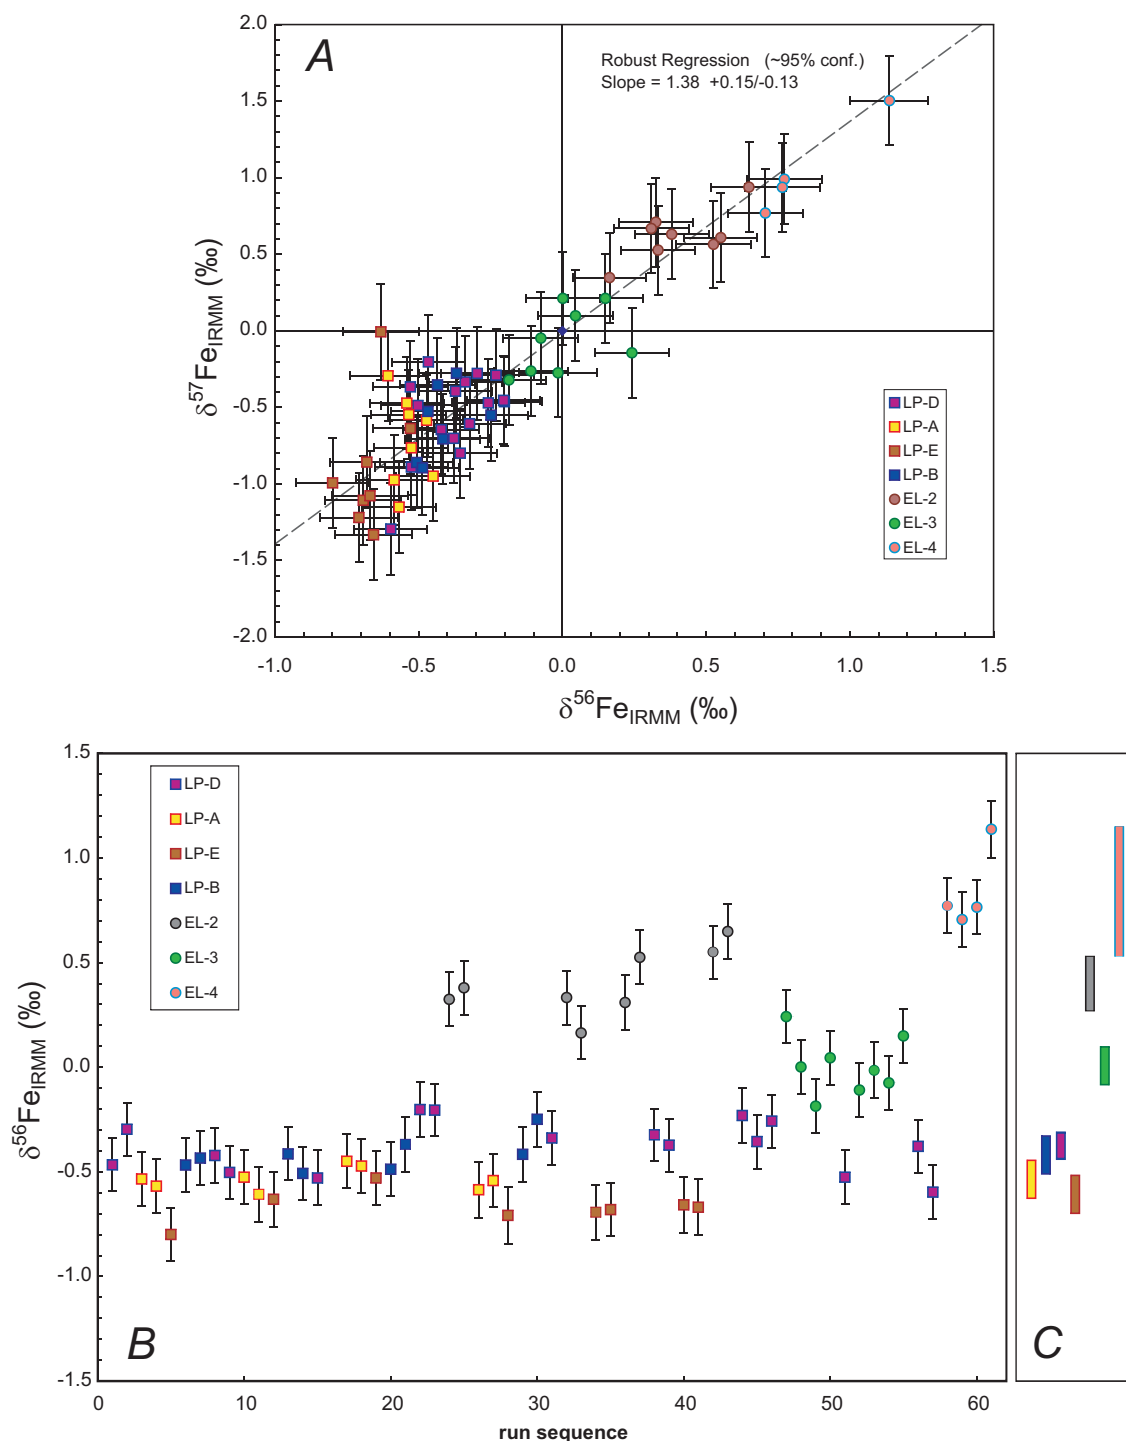 A
Robust Regression (~95% conf.)
Slope = 1.38 +0.15/-0.13
2.0
1.5
1.0
0.5
0.0
-0.5
-1.0
-1.5
-2.0
δ57FeIRMM (‰)
LP-D
LP-A
LP-E
LP-B
EL-2
EL-3
EL-4
-1.0 -0.5 0.0 0.5 1.0 1.5
δ56FeIRMM (‰)
1.5
1.0
0.5
0.0
-0.5
-1.0
-1.5
δ56FeIRMM (‰)
LP-D
LP-A
LP-E
LP-B
EL-2
EL-3
EL-4
B
C
0 10 20 30 40 50 60
run sequence